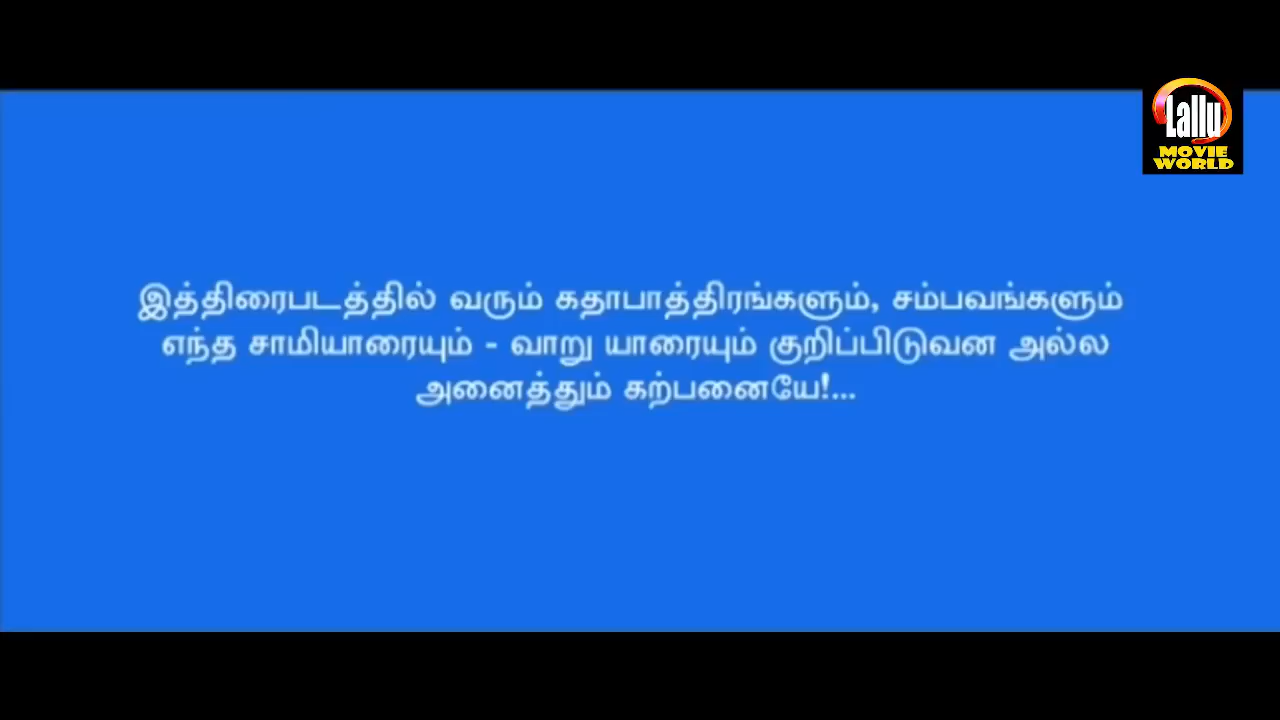 Lallu
MOVIE
WORLD
இத்திரைபடத்தில் வரும் கதாபாத்திரங்களும், சம்பவங்களும்
எந்த சாமியாரையும் - வாறு யாரையும் குறிப்பிடுவன அல்ல
அனைத்தும் கற்பனையே!...